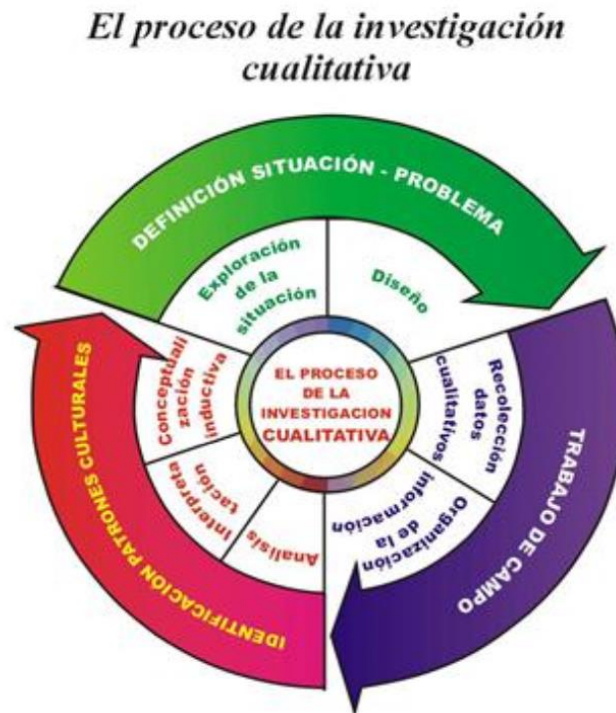 El proceso de la investigación
cualitativa
DEFINICIÓN SITUACIÓN - PROBLEMA
Exploración
de la
situación
Diseño
TRABAJO DE CAMPO
Recolección
datos
cualitativos
Organización
de la
información
IDENTIFICACIÓN PATRONES CULTURALES
Analisis
Interpreta
tación
Conceptuali
zación
inductiva
EL PROCESO
DE LA
INVESTIGACION
CUALITATIVA